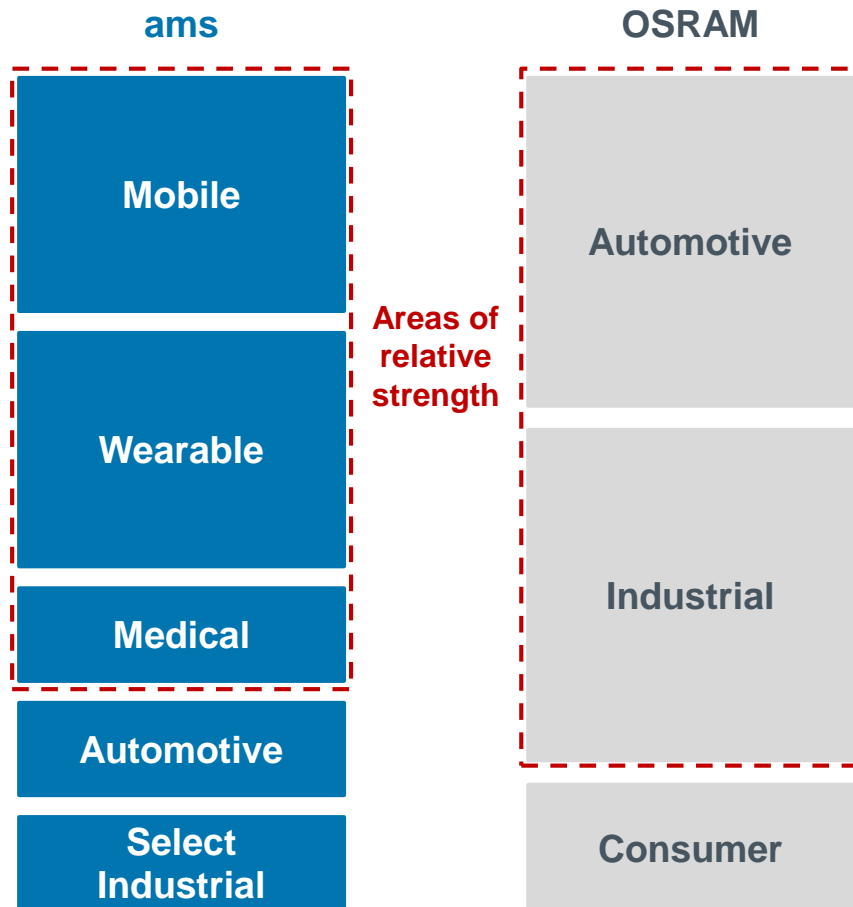 ams
Mobile
Wearable
Medical
Automotive
Select
Industrial
Areas of
relative
strength
OSRAM
Automotive
Industrial
Consumer